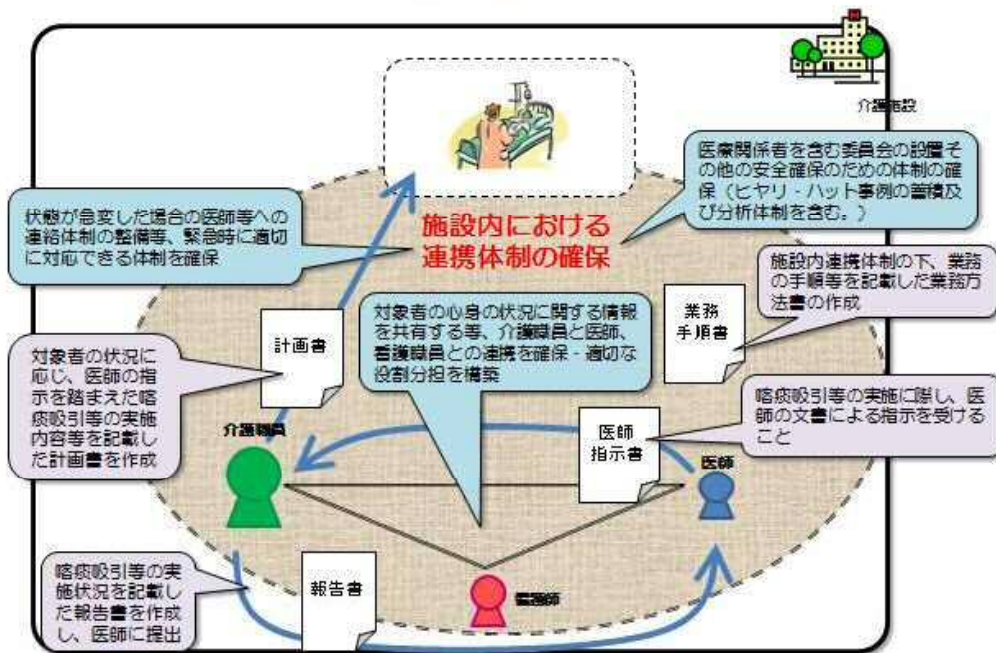 介護施設
医療関係者を含む委員会の設置その
他の安全確保のための体制の確
保（ヒヤリ・ハット事例の蓄積及
び分析体制を含む。）
状態が急変した場合の医師等への
連絡体制の整備等、緊急時に適切
に対応できる体制を確保
施設内における
連携体制の確保
施設内連携体制の下、業務
の手順等を記載した業務方
法書の作成
業務
手順書
計画書
対象者の心身の状況に関する情報
を共有する等、介護職員と医師、
看護職員との連携を確保・適切な
役割分担を構築
対象者の状況に
応じ、医師の指
示を踏まえた喀
痰吸引等の実施
内容等を記載し
た計画書を作成
喀痰吸引等の実施に際し、医
師の文書による指示を受けるこ
と
介護職員
医師
指示書
医師
喀痰吸引等の実
施状況を記載し
た報告書を作成
し、医師に提出
報告書
看護師